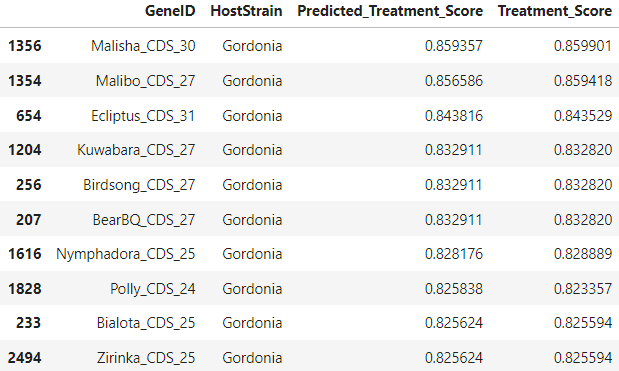 GeneID HostStrain Predicted_Treatment_Score Treatment_Score
1356 Malisha_CDS_30 Gordonia 0.859357 0.859901
1354 Malibo_CDS_27 Gordonia 0.856586 0.859418
654 Ecliptus_CDS_31 Gordonia 0.843816 0.843529
1204 Kuwabara_CDS_27 Gordonia 0.832911 0.832820
256 Birdsong_CDS_27 Gordonia 0.832911 0.832820
207 BearBQ_CDS_27 Gordonia 0.832911 0.832820
1616 Nymphadora_CDS_25 Gordonia 0.828176 0.828889
1828 Polly_CDS_24 Gordonia 0.825838 0.823357
233 Bialota_CDS_25 Gordonia 0.825624 0.825594
2494 Zirinka_CDS_25 Gordonia 0.825624 0.825594